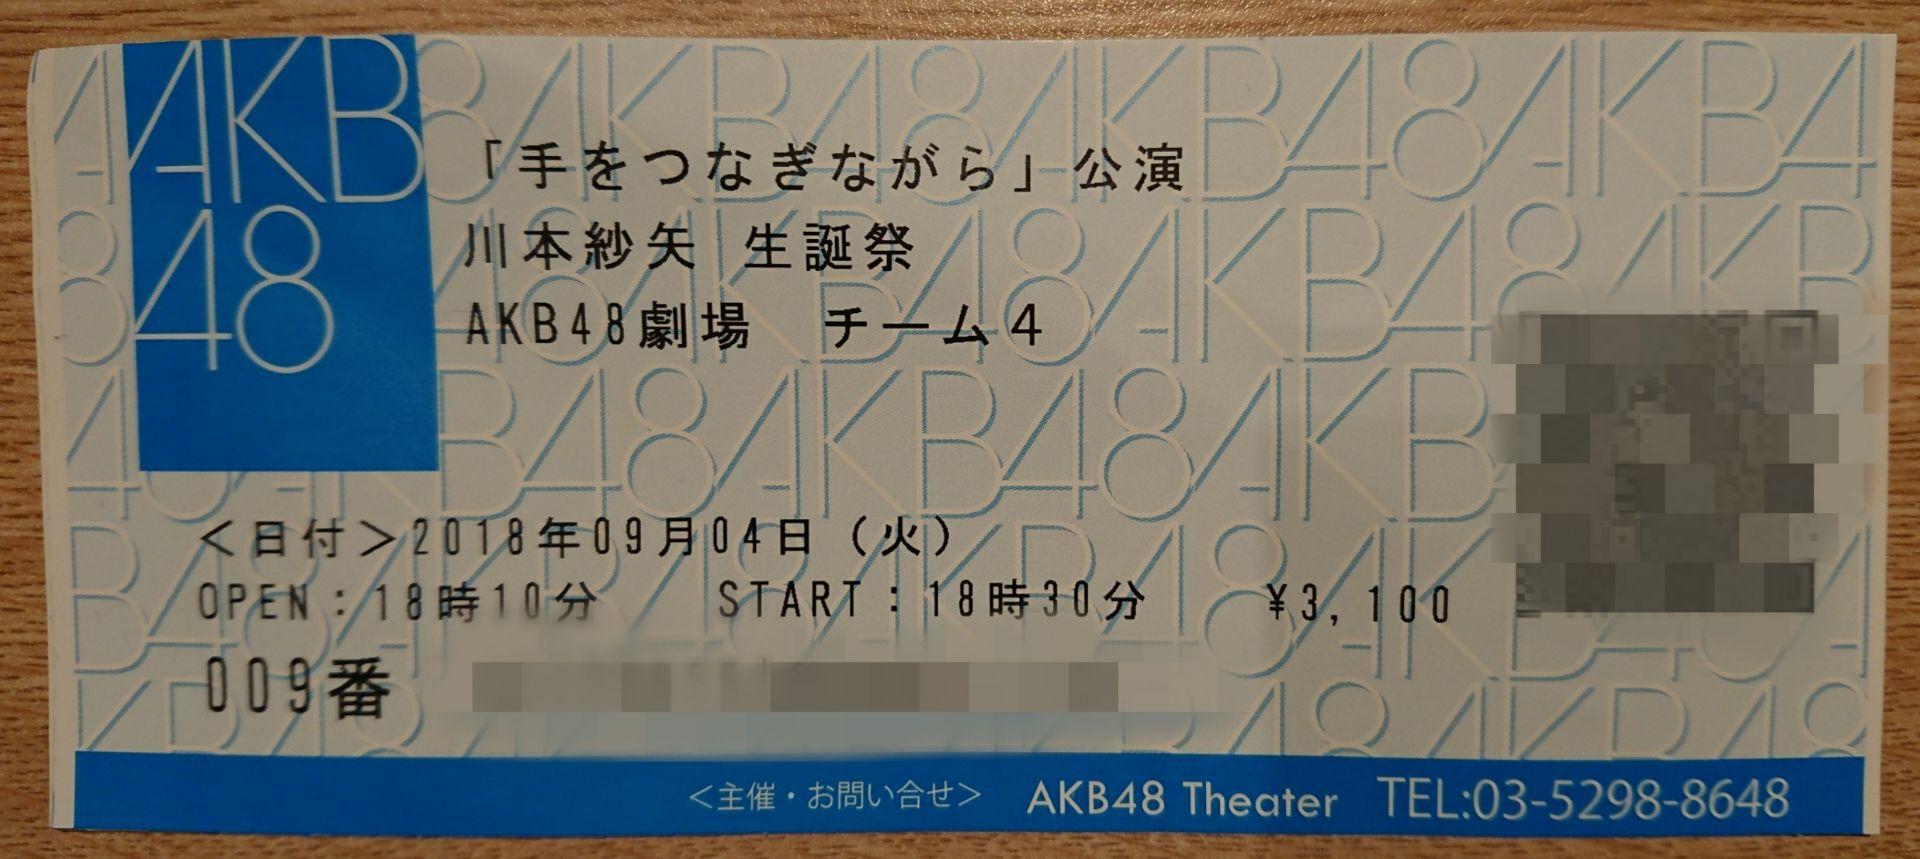 AKB
48
「手をつなぎながら」公演
川本紗矢 生誕祭
AKB48劇場 チーム4
<日付>2018年09月04日(火)
OPEN:18時10分 START:18時30分 ¥3,100
009番
<主催・お問い合せ> AKB48 Theater TEL:03-5298-8648